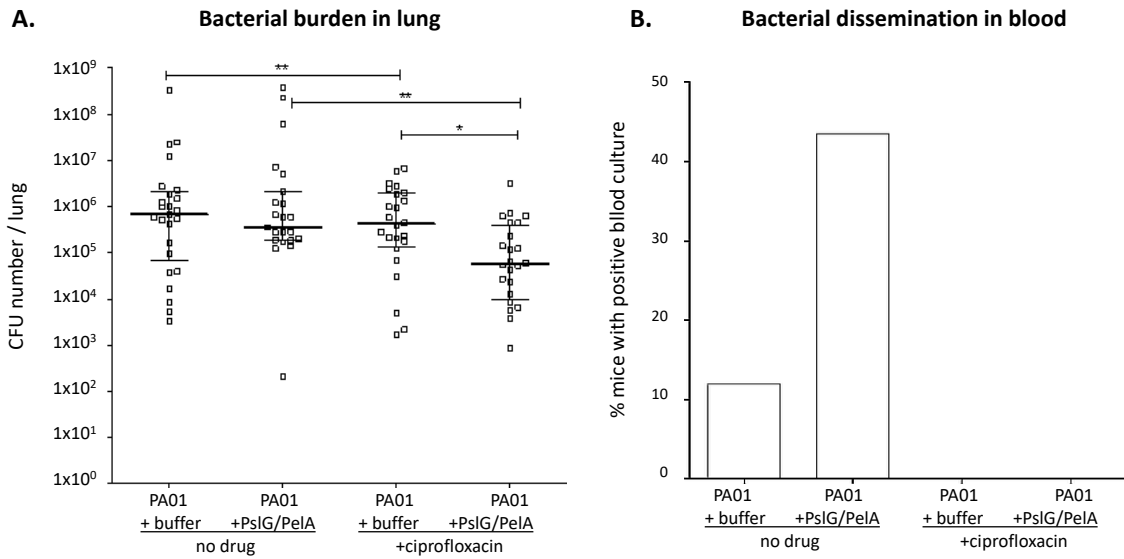 A.
Bacterial burden in lung
CFU number / lung
1x10⁹
1x10⁸
1x10⁷
1x10⁶
1x10⁵
1x10⁴
1x10³
1x10²
1x10¹
1x10⁰
**
**
*
PA01
+ buffer
PA01
+PslG/PelA
PA01
+ buffer
PA01
+PslG/PelA
no drug
+ciprofloxacin
B.
Bacterial dissemination in blood
% mice with positive bllod culture
50
40
30
20
10
0
PA01
+ buffer
PA01
+PslG/PelA
PA01
+ buffer
PA01
+PslG/PelA
no drug
+ciprofloxacin